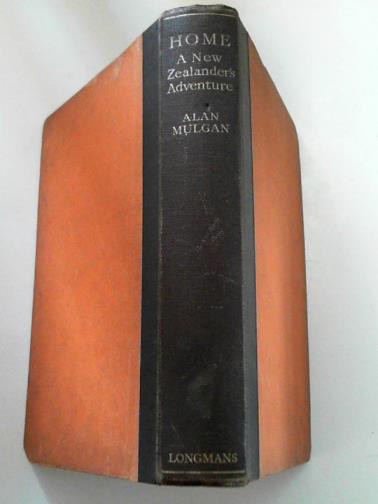 HOME
A New
Zealander's
Adventure
ALAN
MULGAN
LONGMANS